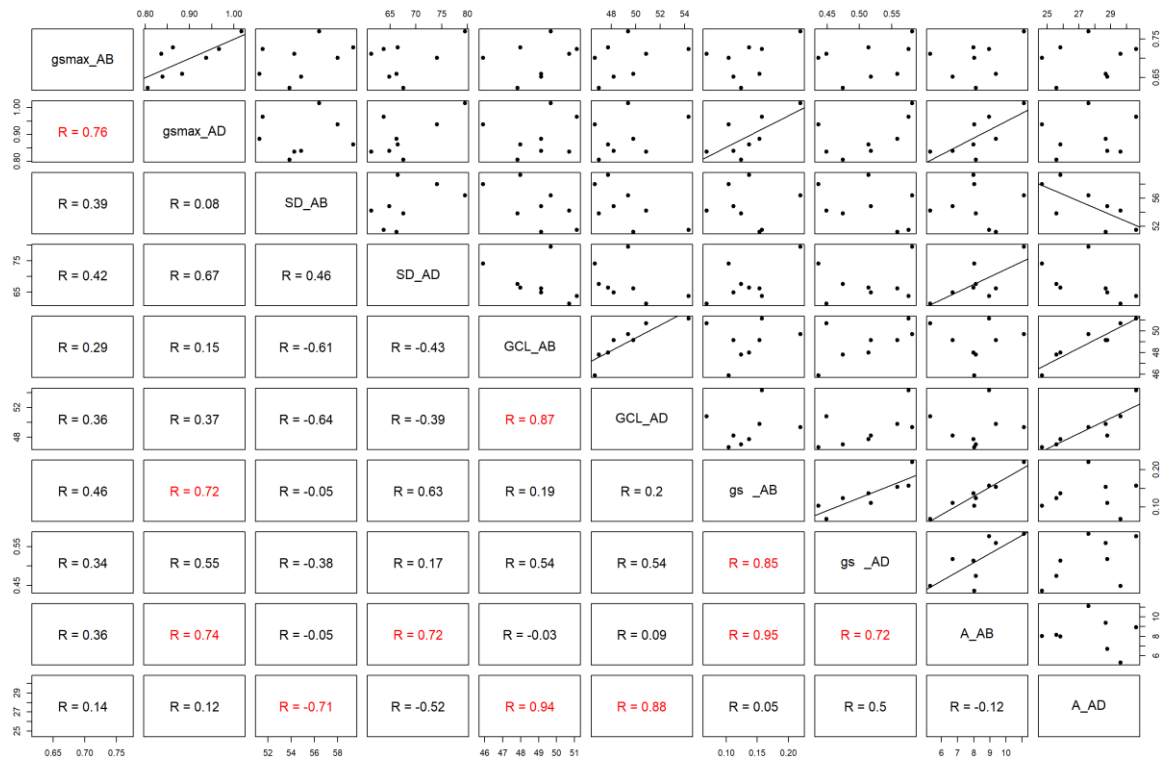 0.80 0.90 1.00 65 70 75 80 48 50 52 54 0.45 0.50 0.55 25 27 29
gsmax_AB 0.65 0.75
0.80 0.90 1.00 R = 0.76 gsmax_AD
R = 0.39 R = 0.08 SD_AB 52 56
65 75 R = 0.42 R = 0.67 R = 0.46 SD_AD
R = 0.29 R = 0.15 R = -0.61 R = -0.43 GCL_AB 46 48 50
48 52 R = 0.36 R = 0.37 R = -0.64 R = -0.39 R = 0.87 GCL_AD
R = 0.46 R = 0.72 R = -0.05 R = 0.63 R = 0.19 R = 0.2 gs _AB 0.10 0.20
0.45 0.55 R = 0.34 R = 0.55 R = -0.38 R = 0.17 R = 0.54 R = 0.54 R = 0.85 gs _AD
R = 0.36 R = 0.74 R = -0.05 R = 0.72 R = -0.03 R = 0.09 R = 0.95 R = 0.72 A_AB 6 8 10
25 27 29 R = 0.14 R = 0.12 R = -0.71 R = -0.52 R = 0.94 R = 0.88 R = 0.05 R = 0.5 R = -0.12 A_AD
0.65 0.70 0.75 52 54 56 58 46 47 48 49 50 51 0.10 0.15 0.20 6 7 8 9 10